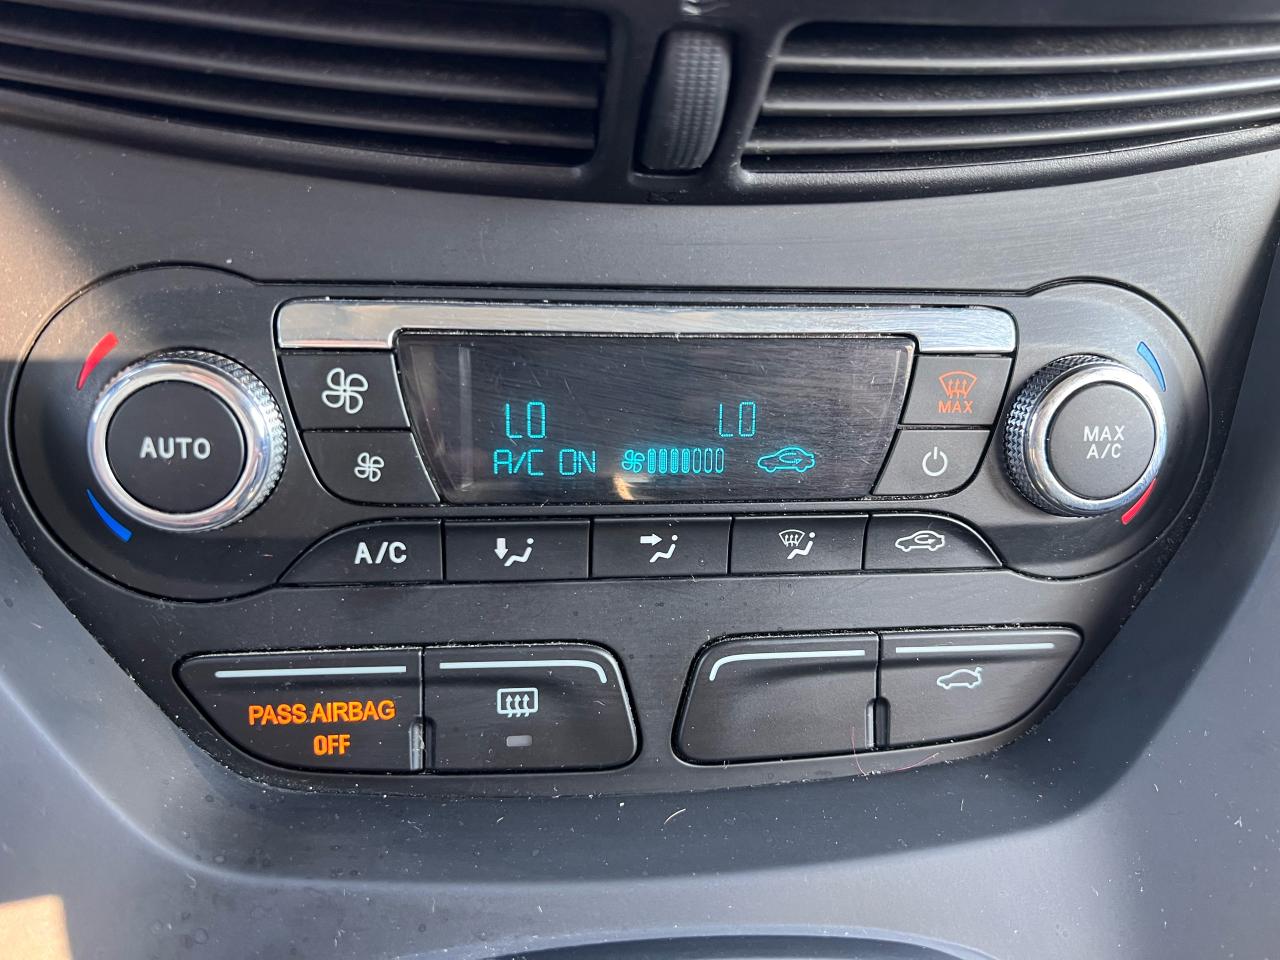 LO LO
A/C ON
MAX
AUTO
MAX
A/C
A/C
PASS AIRBAG
OFF